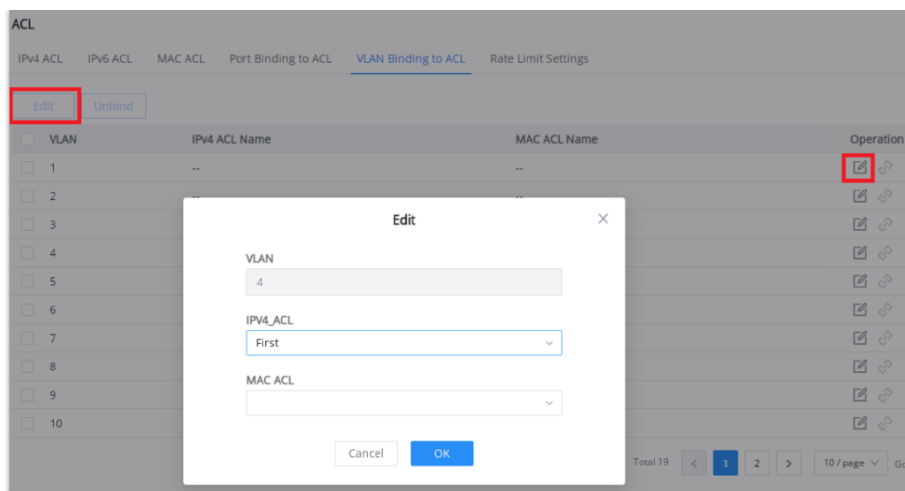 ACL
IPv4 ACL IPv6 ACL MAC ACL Port Binding to ACL VLAN Binding to ACL Rate Limit Settings
Edit Unbind
VLAN IPv4 ACL Name MAC ACL Name Operation
1 -- --
2 --
3
4
5
6
7
8
9
10
Edit
VLAN
4
IPV4_ACL
First
MAC ACL
Cancel OK
Total 19 < 1 2 > 10 / page Go